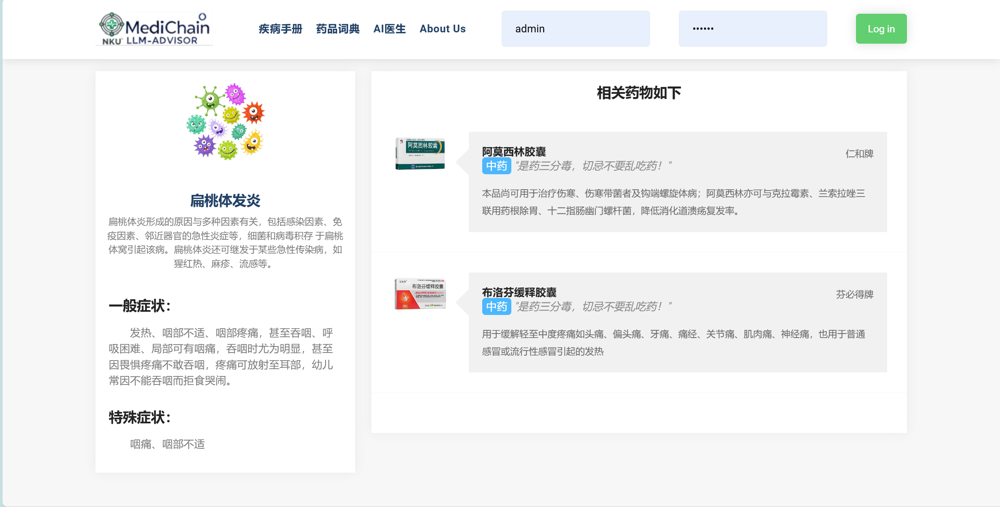 MediChain
NKU LLM-ADVISOR
疾病手册 药品词典 AI医生 About Us
admin
••••••
Log in
扁桃体发炎
扁桃体炎形成的原因与多种因素有关，包括感染因素、免
疫因素、邻近器官的急性炎症等，细菌和病毒积存 于扁桃
体窝引起该病。扁桃体炎还可继发于某些急性传染病，如
猩红热、麻疹、流感等。
一般症状：
发热、咽部不适、咽部疼痛，甚至吞咽、呼
吸困难、局部可有咽痛，吞咽时尤为明显，甚至
因畏惧疼痛不敢吞咽，疼痛可放射至耳部，幼儿
常因不能吞咽而拒食哭闹。
特殊症状：
咽痛、咽部不适
相关药物如下
阿莫西林胶囊
阿莫西林胶囊
仁和牌
中药 "是药三分毒，切忌不要乱吃药！"
本品尚可用于治疗伤寒、伤寒带菌者及钩端螺旋体病；阿莫西林亦可与克拉霉素、兰索拉唑三
联用药根除胃、十二指肠幽门螺杆菌，降低消化道溃疡复发率。
布洛芬缓释胶囊
布洛芬缓释胶囊
芬必得牌
中药 "是药三分毒，切忌不要乱吃药！"
用于缓解轻至中度疼痛如头痛、偏头痛、牙痛、痛经、关节痛、肌肉痛、神经痛，也用于普通
感冒或流行性感冒引起的发热